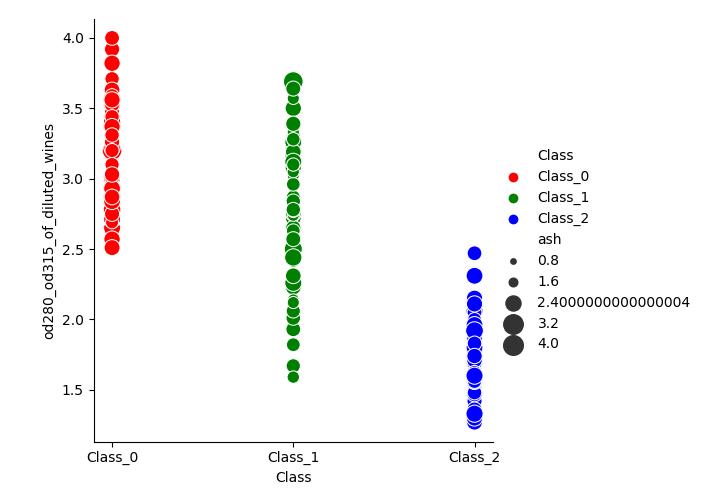 4.0
3.5
3.0
2.5
2.0
1.5
od280_od315_of_diluted_wines
Class_0
Class_1
Class_2
Class
Class
Class_0
Class_1
Class_2
ash
0.8
1.6
2.4000000000000004
3.2
4.0